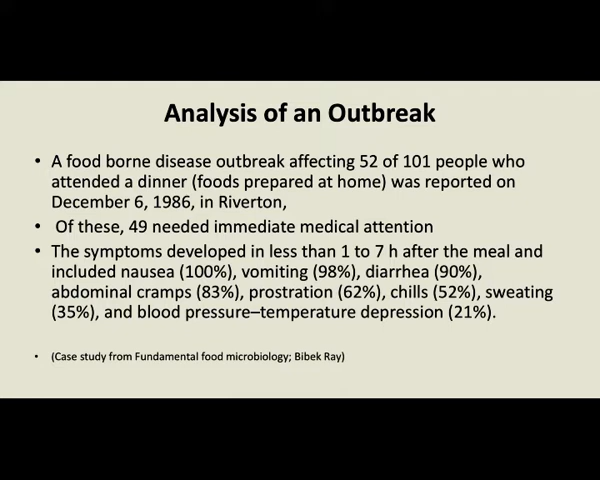 Analysis of an Outbreak
• A food borne disease outbreak affecting 52 of 101 people who
attended a dinner (foods prepared at home) was reported on
December 6, 1986, in Riverton,
• Of these, 49 needed immediate medical attention
• The symptoms developed in less than 1 to 7 h after the meal and
included nausea (100%), vomiting (98%), diarrhea (90%),
abdominal cramps (83%), prostration (62%), chills (52%), sweating
(35%), and blood pressure–temperature depression (21%).
• (Case study from Fundamental food microbiology; Bibek Ray)